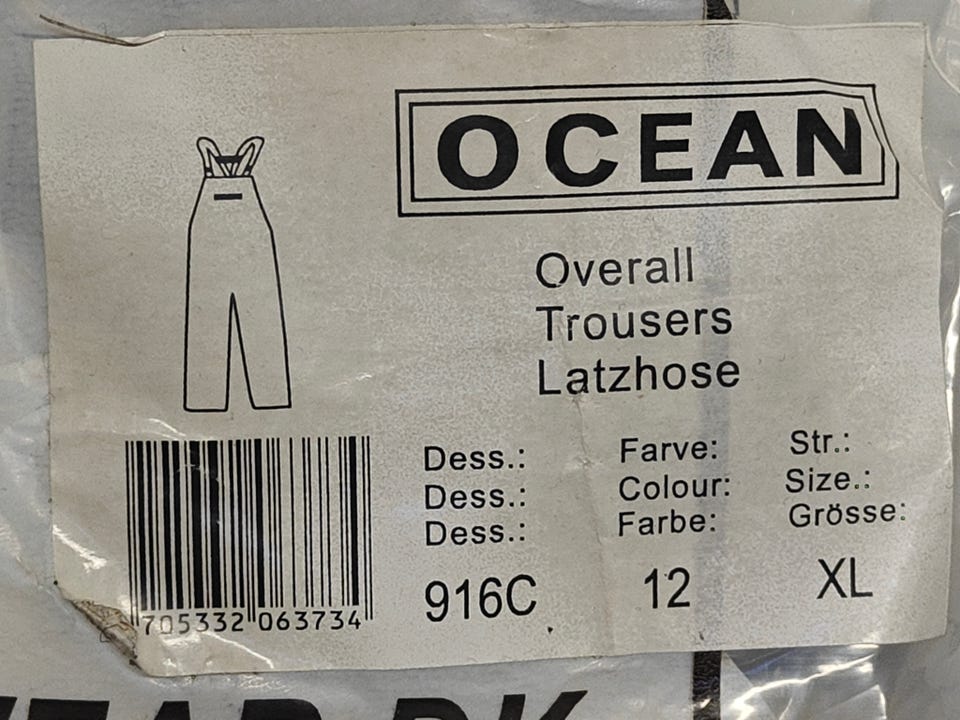 OCEAN
Overall
Trousers
Latzhose
Dess.: Farve: Str.:
Dess.: Colour: Size.:
Dess.: Farbe: Grösse:
916C 12 XL
705332 063734